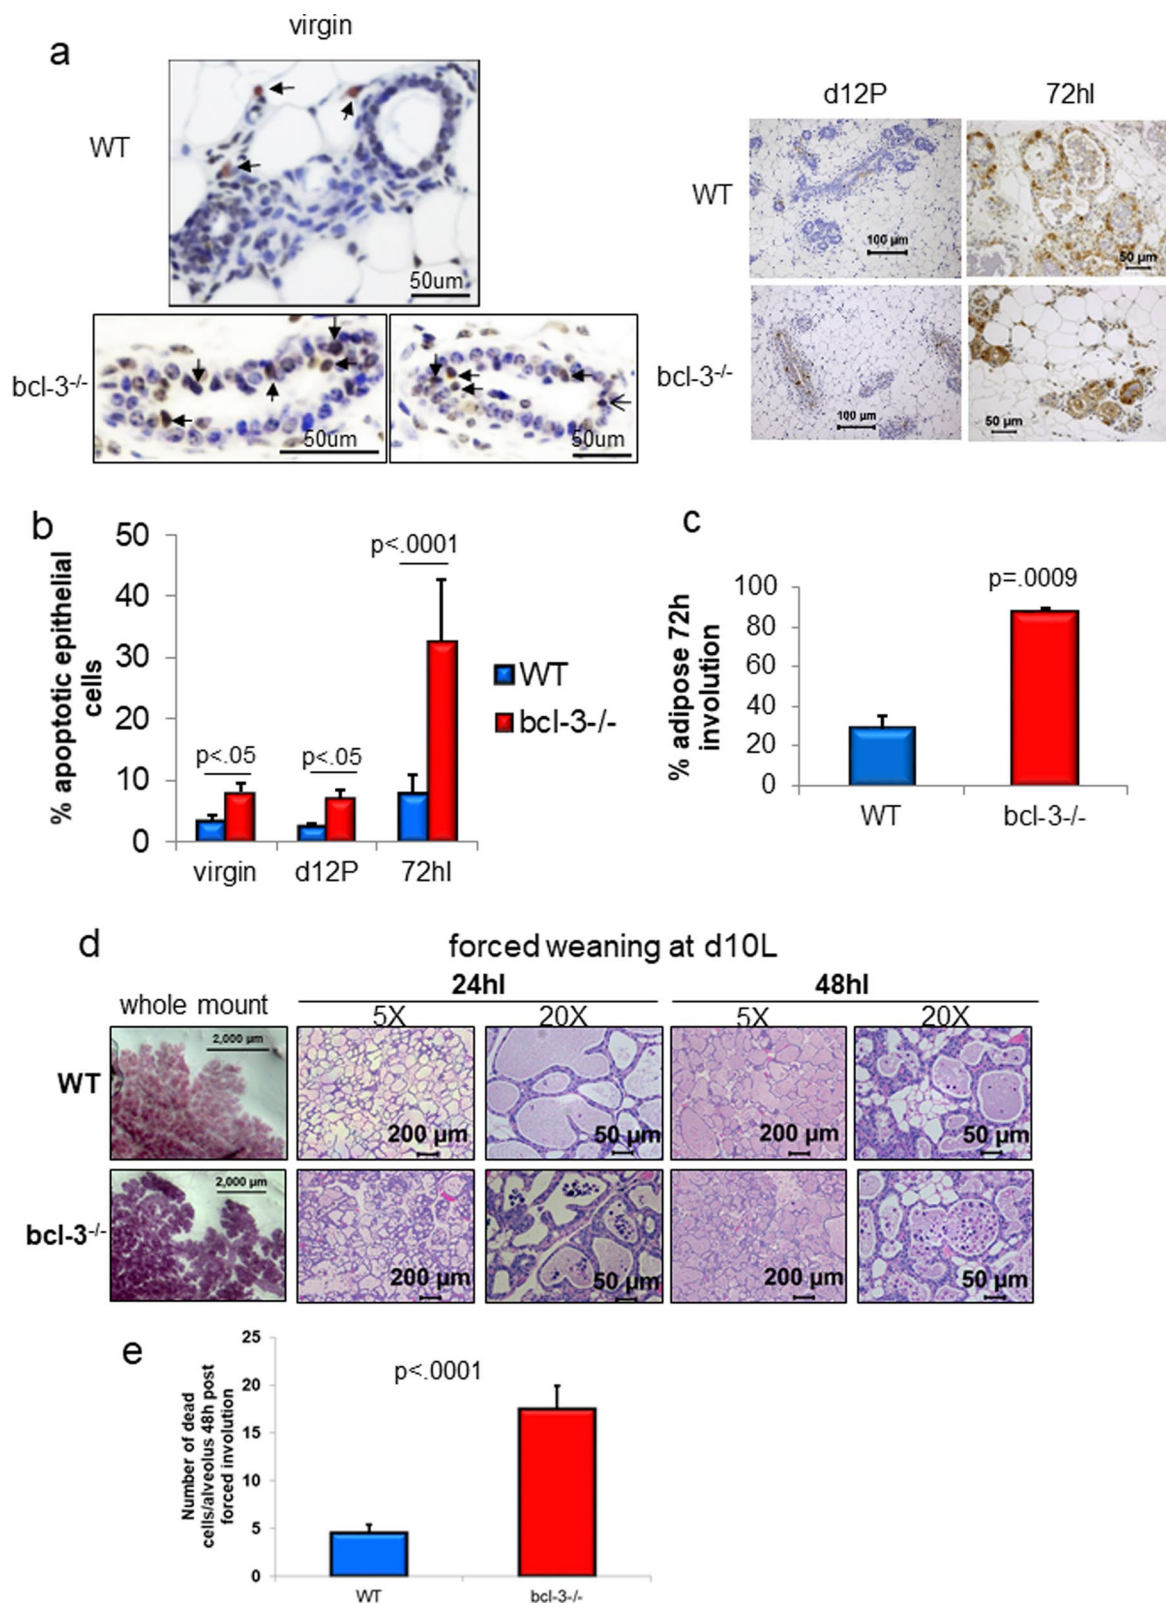 a
virgin
WT
50um
bcl-3-/-
50um
50um
d12P
72hI
WT
100 µm
50 µm
bcl-3-/-
100 µm
50 µm
b
% apoptotic epithelial
cells
50
40
30
20
10
0
p<.05
p<.05
p<.0001
virgin
d12P
72hI
WT
bcl-3-/-
c
% adipose 72h
involution
100
80
60
40
20
0
p=.0009
WT
bcl-3-/-
d
forced weaning at d10L
whole mount
24hI
48hI
5X
20X
5X
20X
WT
2,000 µm
200 µm
50 µm
200 µm
50 µm
bcl-3-/-
2,000 µm
200 µm
50 µm
200 µm
50 µm
e
Number of dead
cells/alveolus 48h post
forced involution
25
20
15
10
5
0
p<.0001
WT
bcl-3-/-